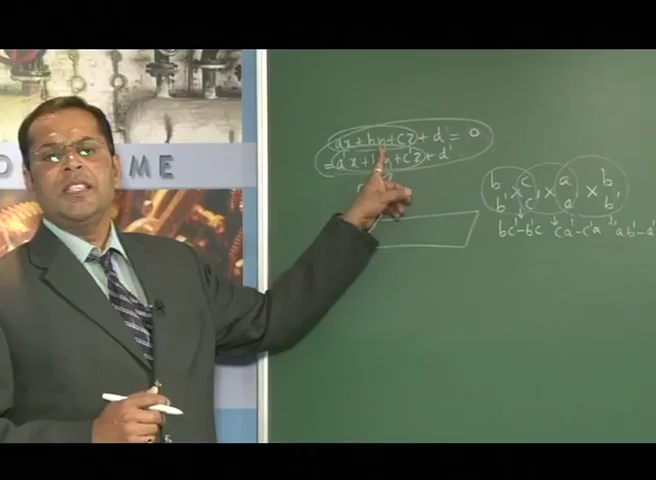 O ME
ax + by + cz + d = 0
= a'x + b'y + c'z + d'
b c a b
b' c' a' b'
bc' - b'c ca' - c'a ab' - a'